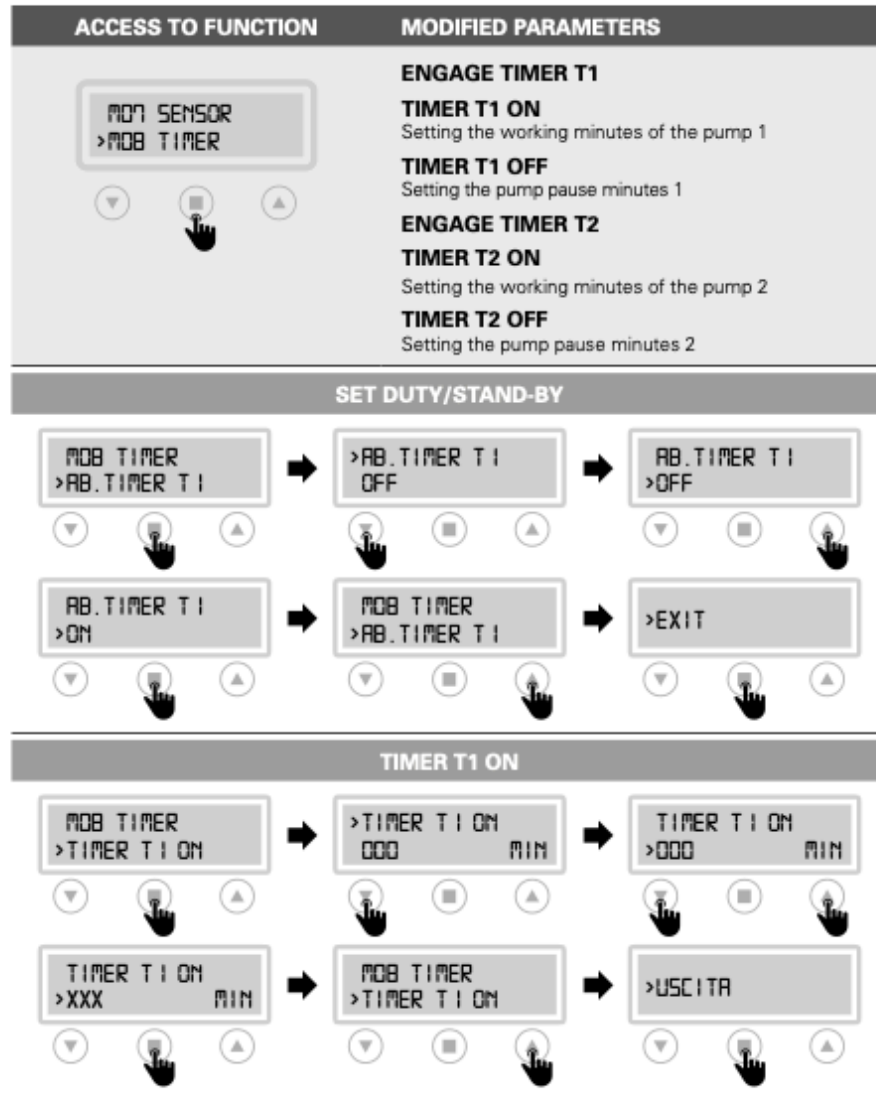 ACCESS TO FUNCTION MODIFIED PARAMETERS
M07 SENSOR
>M08 TIMER
ENGAGE TIMER T1
TIMER T1 ON
Setting the working minutes of the pump 1
TIMER T1 OFF
Setting the pump pause minutes 1
ENGAGE TIMER T2
TIMER T2 ON
Setting the working minutes of the pump 2
TIMER T2 OFF
Setting the pump pause minutes 2
SET DUTY/STAND-BY
M08 TIMER
>AB.TIMER T1
>AB.TIMER T1
OFF
AB.TIMER T1
>OFF
AB.TIMER T1
>ON
M08 TIMER
>AB.TIMER T1
>EXIT
TIMER T1 ON
M08 TIMER
>TIMER T1 ON
>TIMER T1 ON
000 MIN
TIMER T1 ON
>000 MIN
TIMER T1 ON
>XXX MIN
M08 TIMER
>TIMER T1 ON
>USCITA